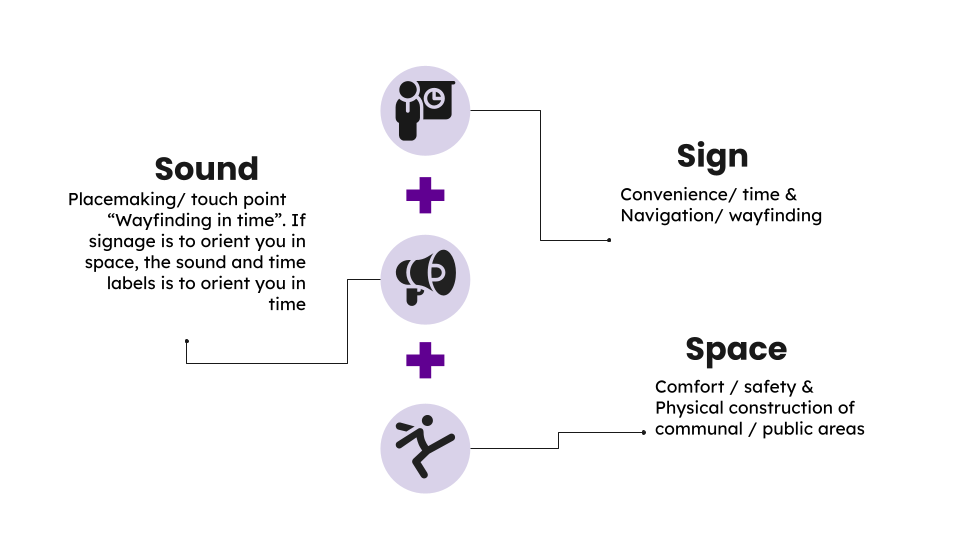 Sound
Placemaking/ touch point
“Wayfinding in time”. If
signage is to orient you in
space, the sound and time
labels is to orient you in
time
Sign
Convenience/ time &
Navigation/ wayfinding
Space
Comfort / safety &
Physical construction of
communal / public areas